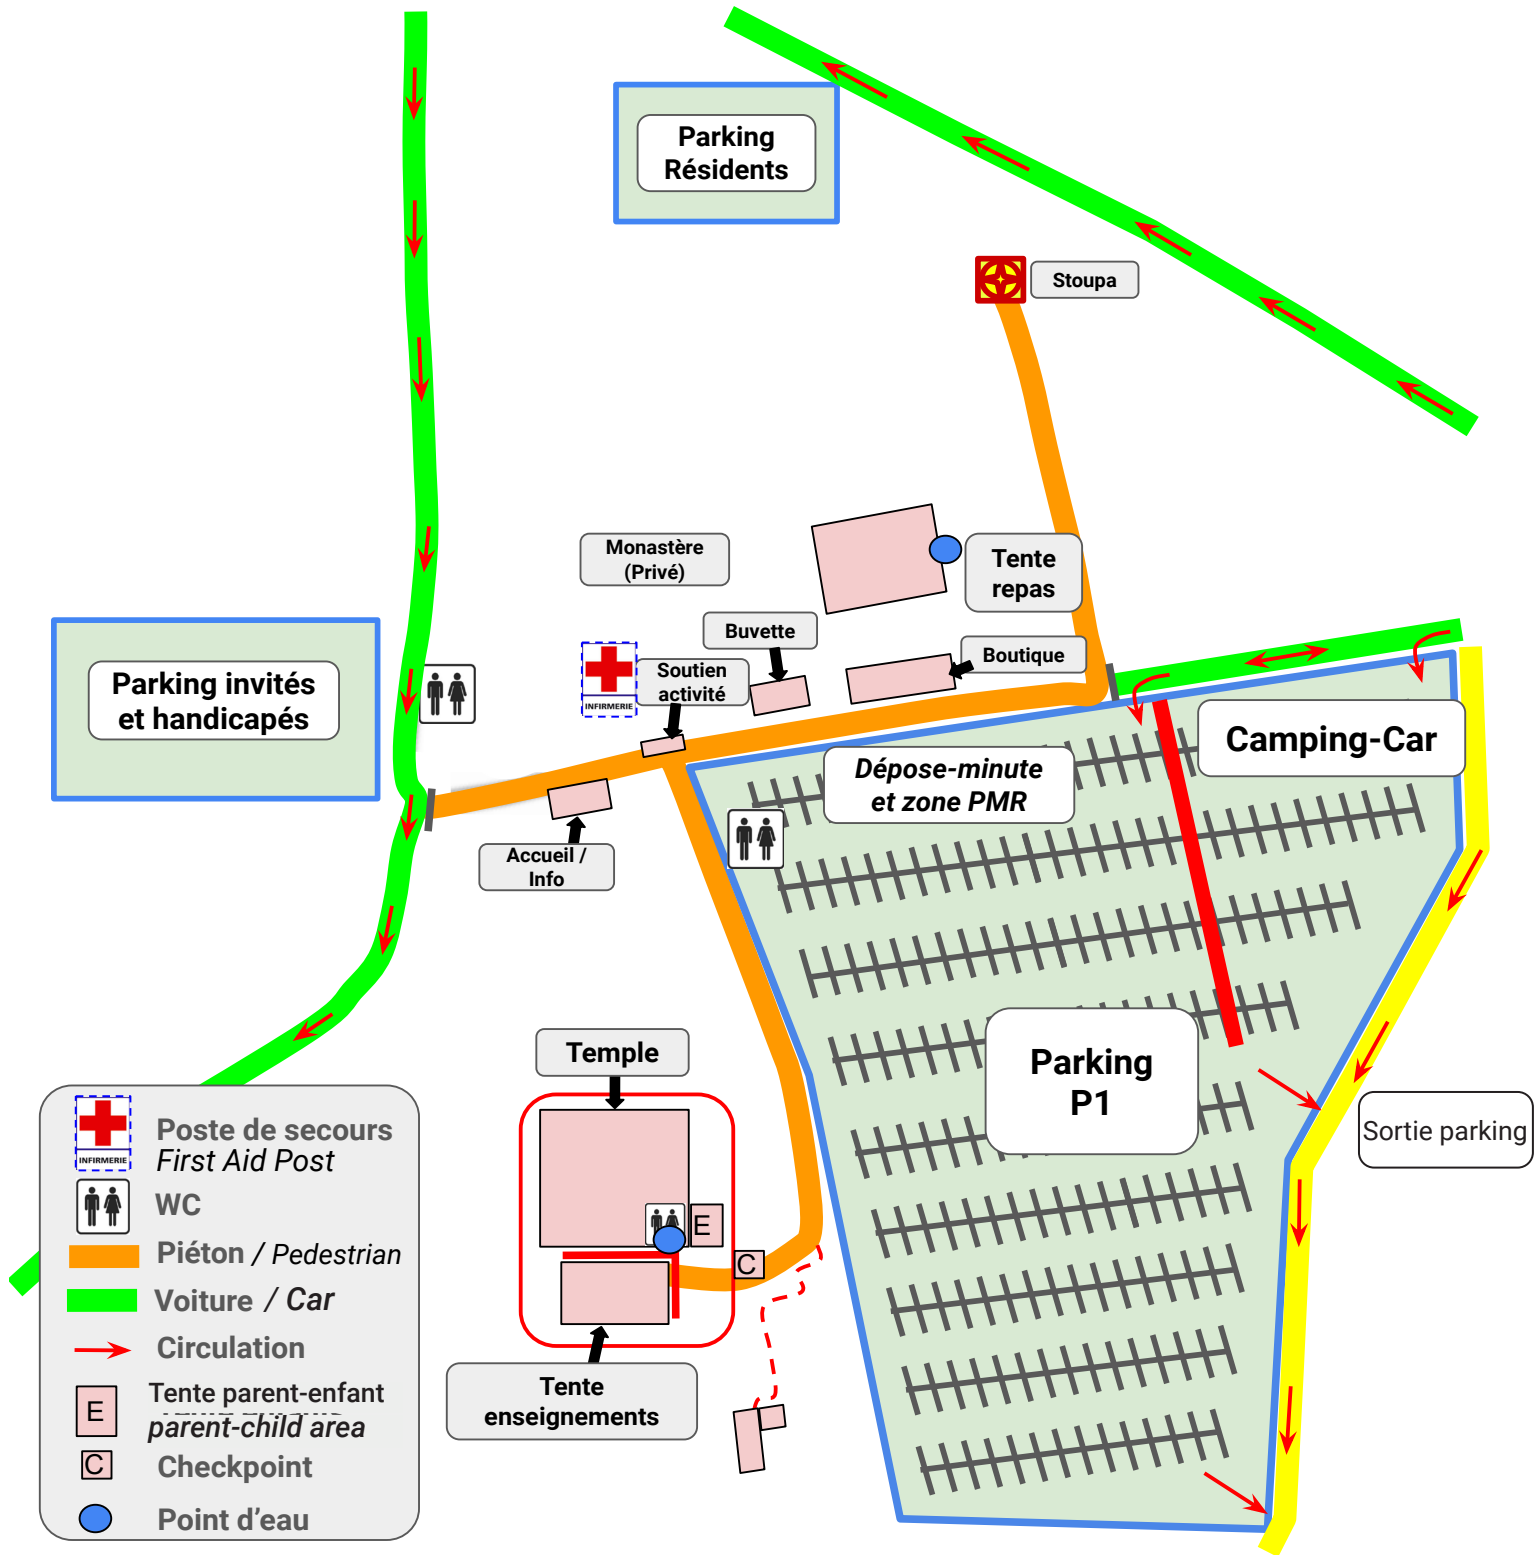 Parking
Résidents
Stoupa
Monastère
(Privé)
Tente
repas
Buvette
Boutique
Soutien
activité
INFIRMERIE
Parking invités
et handicapés
Camping-Car
Dépose-minute
et zone PMR
Accueil /
Info
Temple
Parking
P1
Sortie parking
E
C
Tente
enseignements
INFIRMERIE
Poste de secours
First Aid Post
WC
Piéton / Pedestrian
Voiture / Car
Circulation
E
Tente parent-enfant
parent-child area
C
Checkpoint
Point d'eau